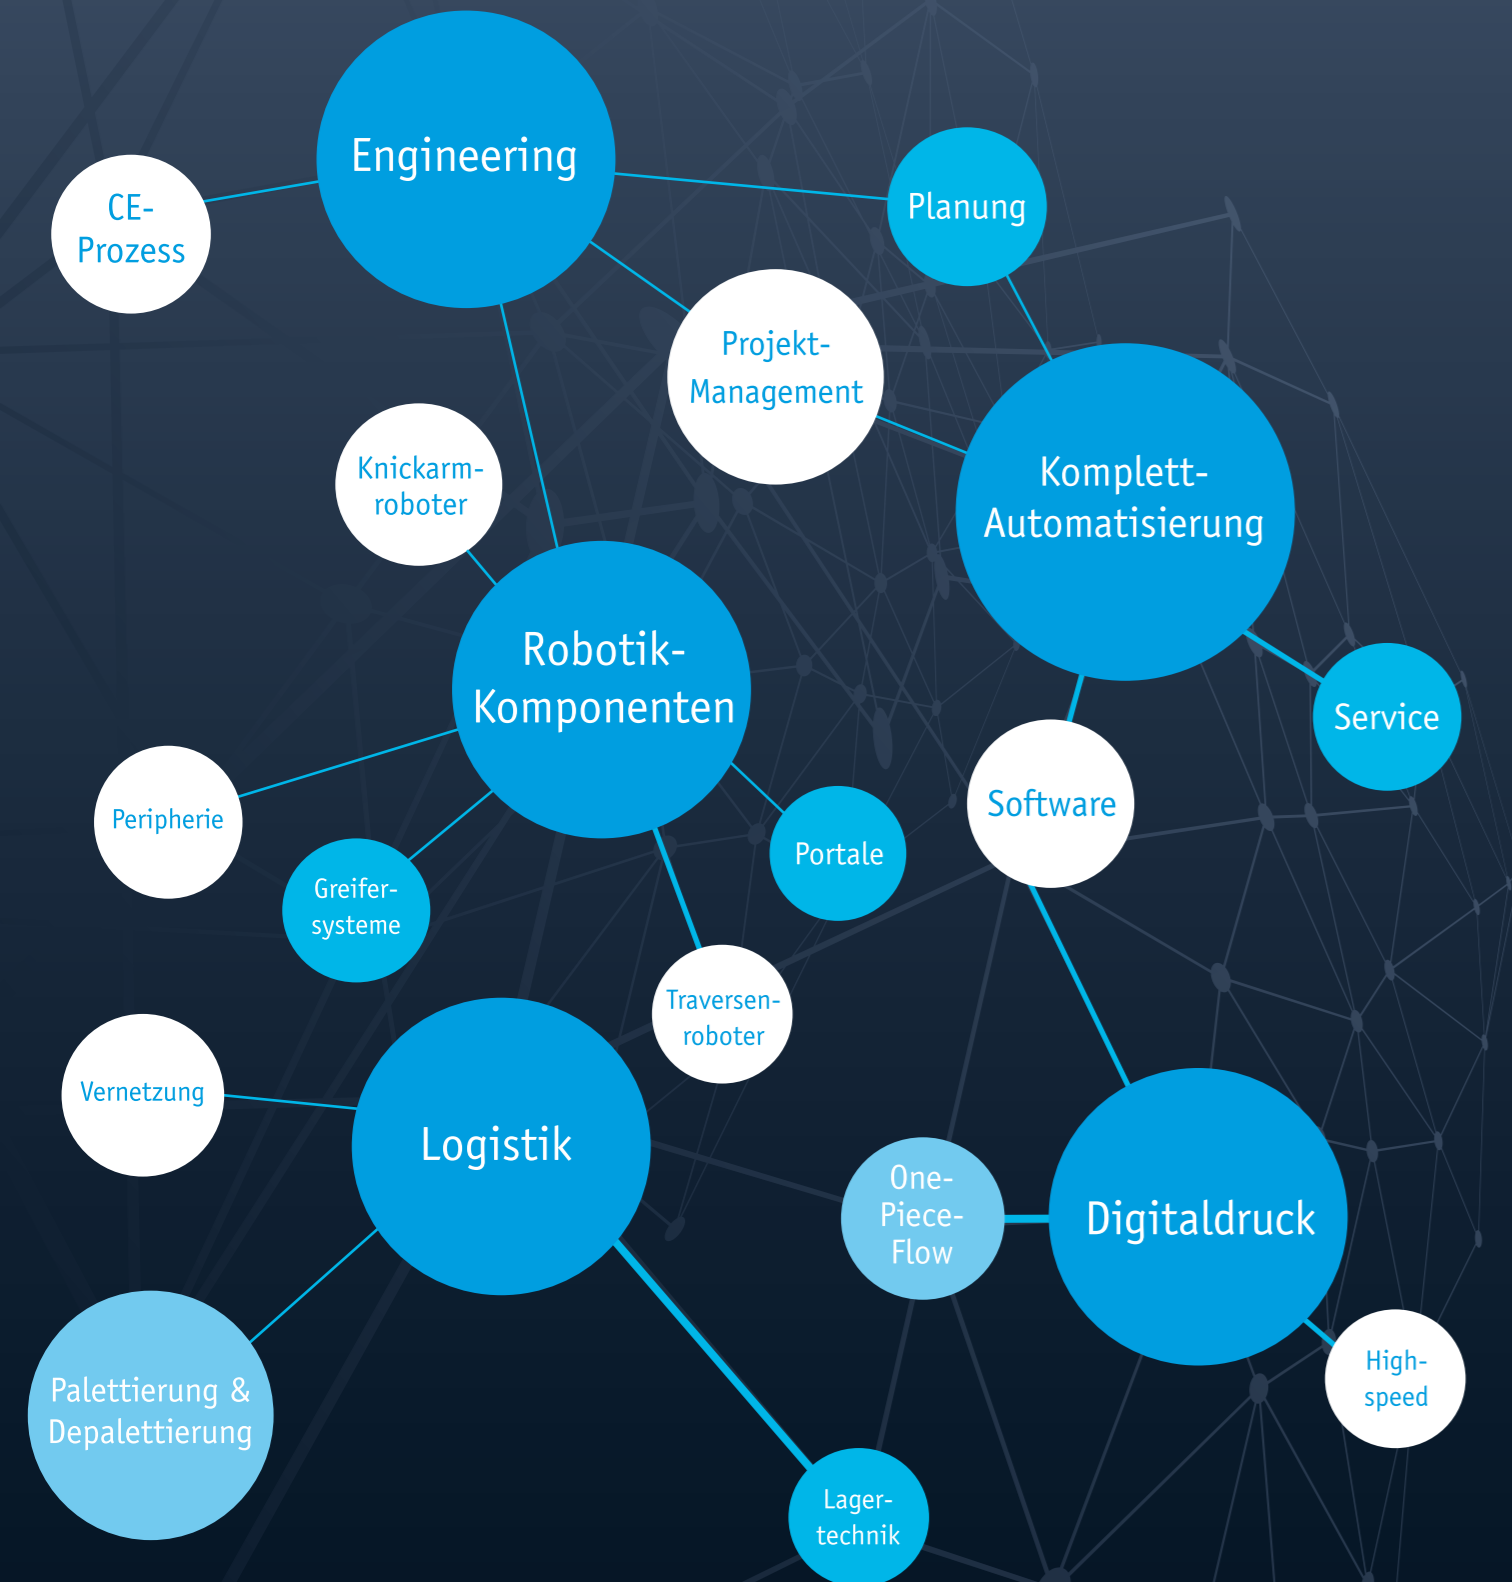 Engineering
CE-
Prozess
Planung
Projekt-
Management
Knickarm-
roboter
Komplett-
Automatisierung
Robotik-
Komponenten
Service
Software
Peripherie
Portale
Greifer-
systeme
Traversen-
roboter
Vernetzung
Logistik
One-
Piece-
Flow
Digitaldruck
High-
speed
Palettierung &
Depalettierung
Lager-
technik